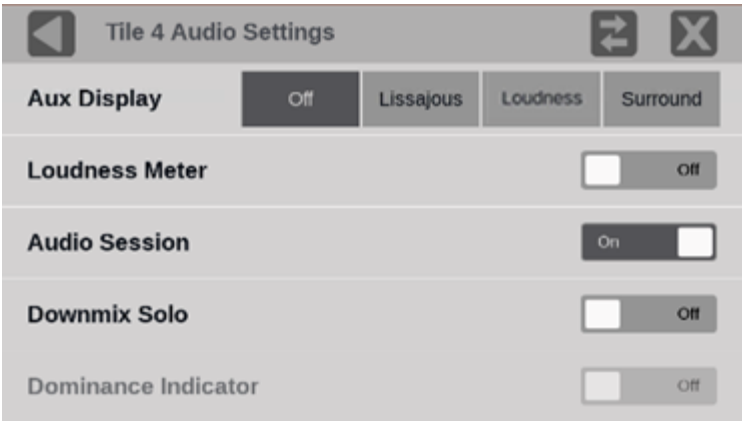 Tile 4 Audio Settings
Aux Display Off Lissajous Loudness Surround
Loudness Meter Off
Audio Session On
Downmix Solo Off
Dominance Indicator Off